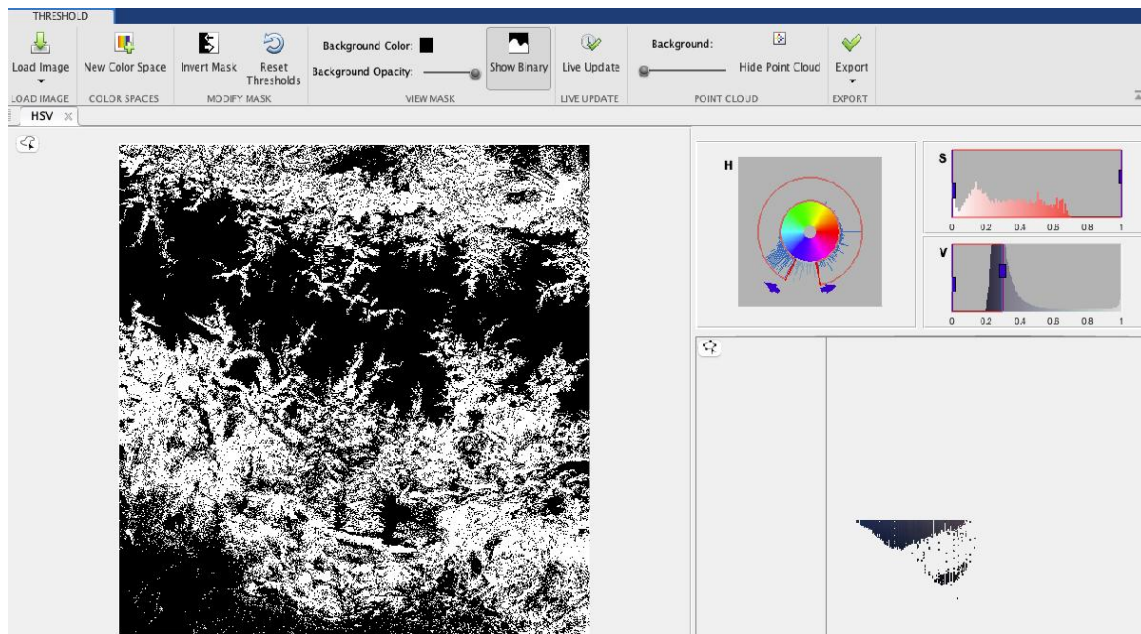 THRESHOLD
Load Image
New Color Space
Invert Mask
Reset
Thresholds
Background Color:
Background Opacity:
Show Binary
Live Update
Background:
Hide Point Cloud
Export
LOAD IMAGE
COLOR SPACES
MODIFY MASK
VIEW MASK
LIVE UPDATE
POINT CLOUD
EXPORT
HSV
H
S
0 0.2 0.4 0.6 0.8 1
V
0 0.2 0.4 0.6 0.8 1